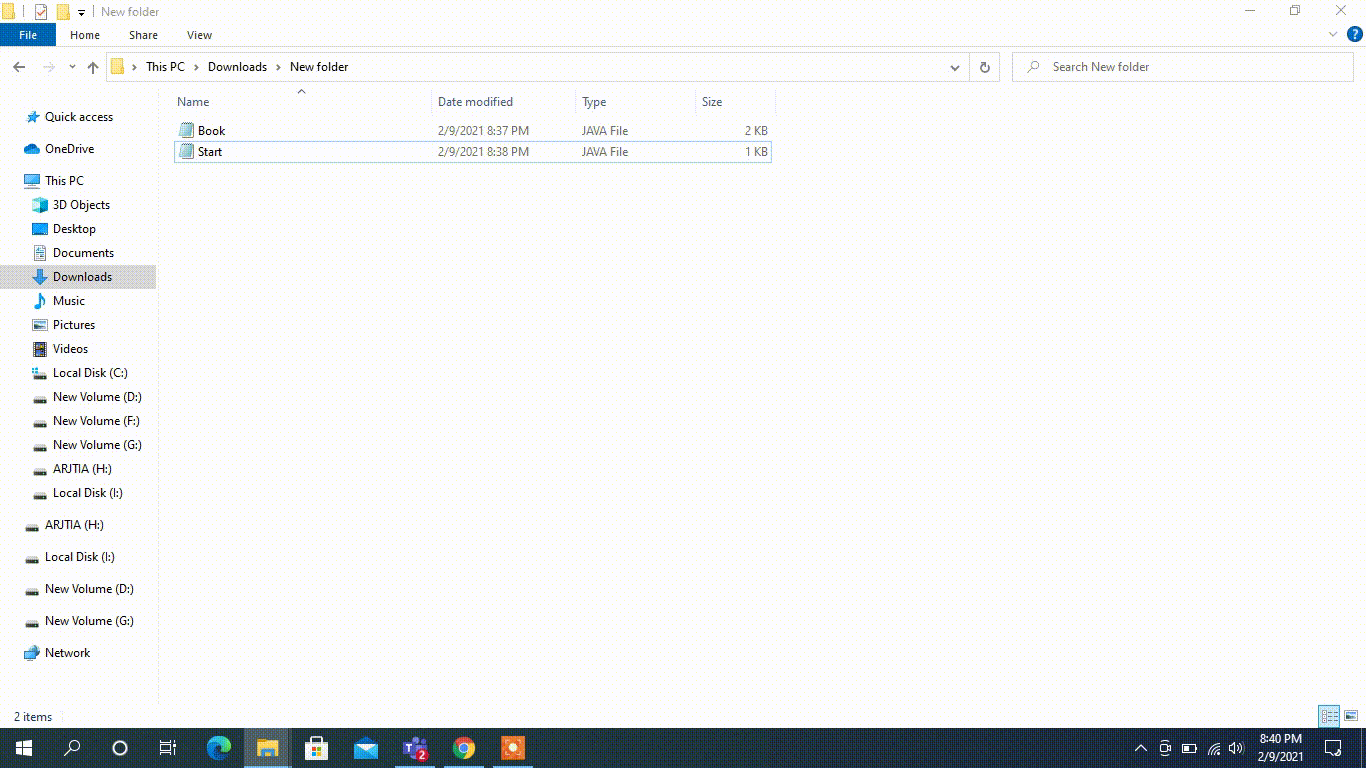 New folder
File Home Share View
This PC Downloads New folder
Search New folder
Name Date modified Type Size
Book 2/9/2021 8:37 PM JAVA File 2 KB
Start 2/9/2021 8:38 PM JAVA File 1 KB
Quick access
OneDrive
This PC
3D Objects
Desktop
Documents
Downloads
Music
Pictures
Videos
Local Disk (C:)
New Volume (D:)
New Volume (F:)
New Volume (G:)
ARJTIA (H:)
Local Disk (I:)
ARJTIA (H:)
Local Disk (I:)
New Volume (D:)
New Volume (G:)
Network
2 items
2
8:40 PM
2/9/2021